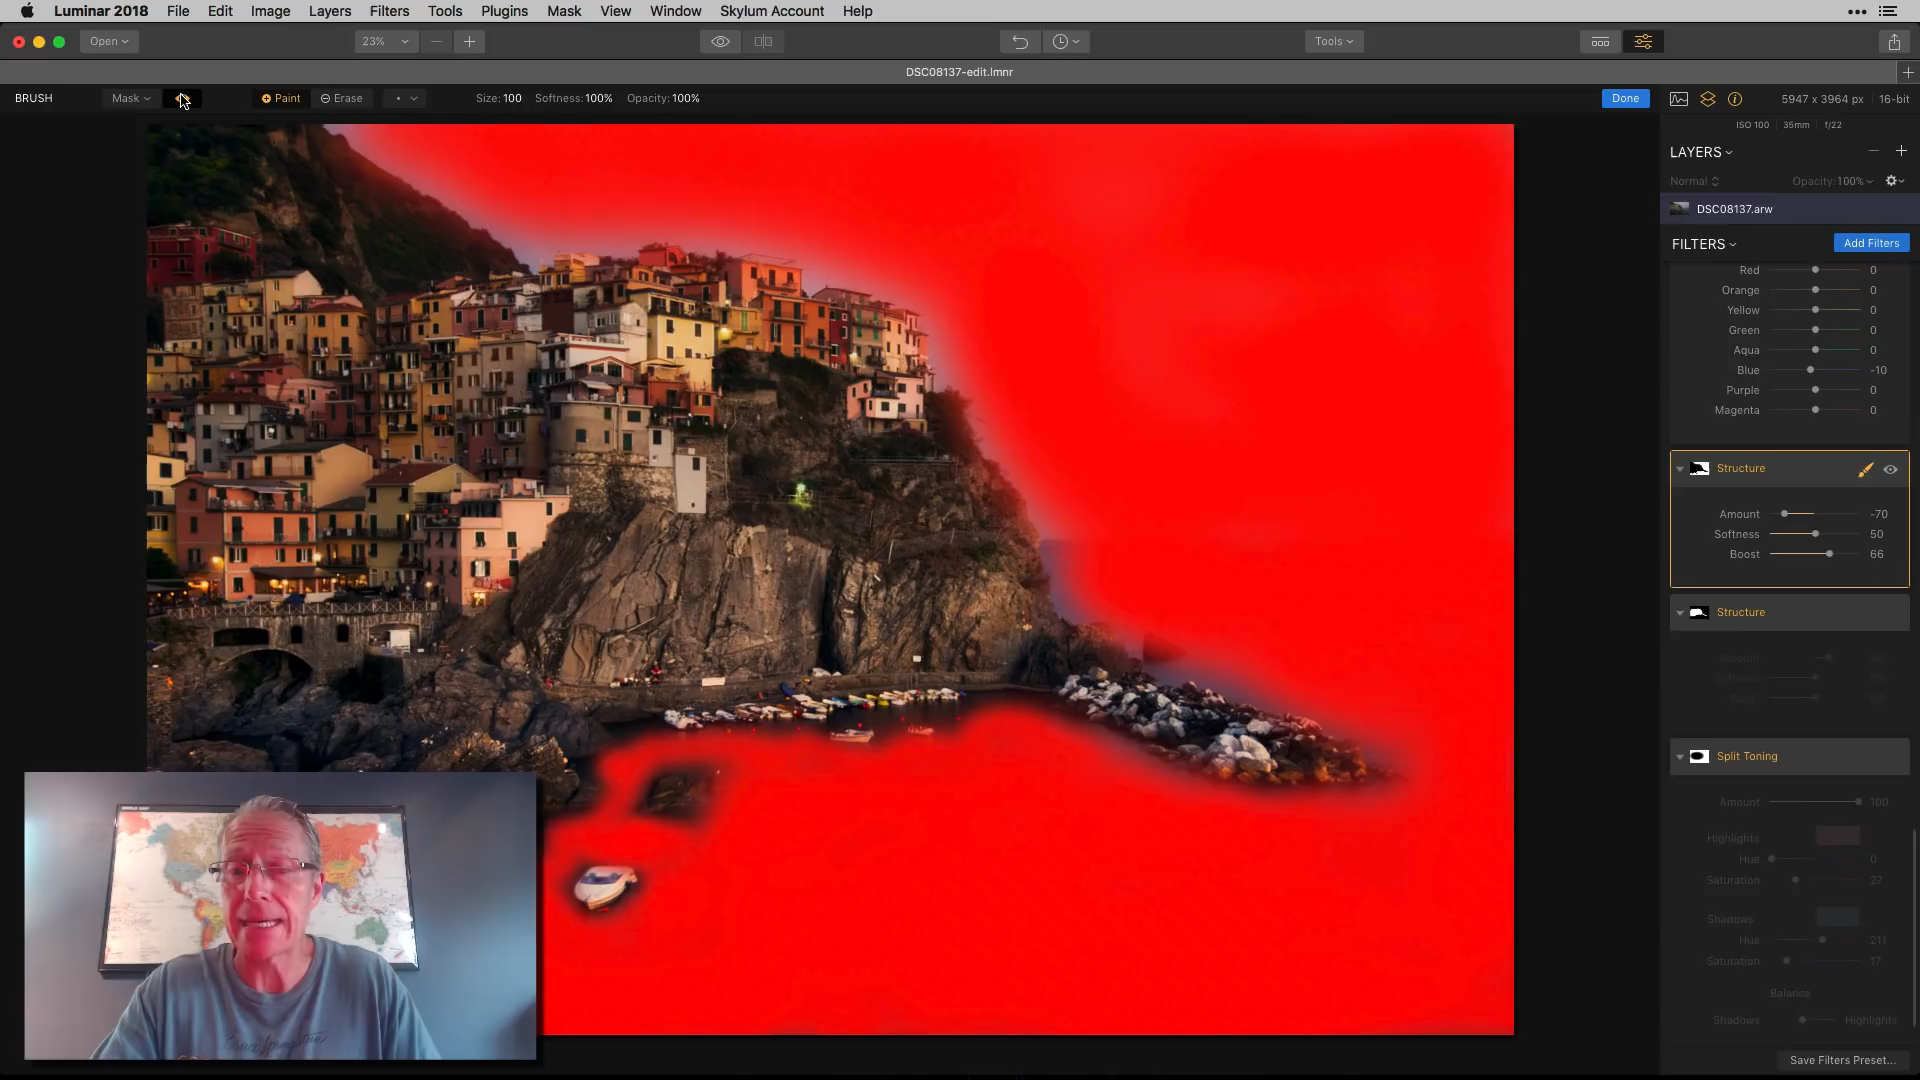 Luminar 2018 File Edit Image Layers Filters Tools Plugins Mask View Window Skylum Account Help
Open 23% Tools
DSC08137-edit.lmnr
BRUSH Mask Paint Erase Size:100 Softness:100% Opacity:100% Done 5947 x 3964 px 16-bit
ISO 100 35mm f/22
LAYERS
Normal Opacity:100%
DSC08137.arw
FILTERS Add Filters
Red 0
Orange 0
Yellow 0
Green 0
Aqua 0
Blue -10
Purple 0
Magenta 0
Structure
Amount -70
Softness 50
Boost 66
Structure
Amount
Softness
Boost
Split Toning
Amount 100
Highlights
Hue 0
Saturation 27
Shadows
Hue 211
Saturation 17
Balance
Shadows Highlights
Save Filters Preset...